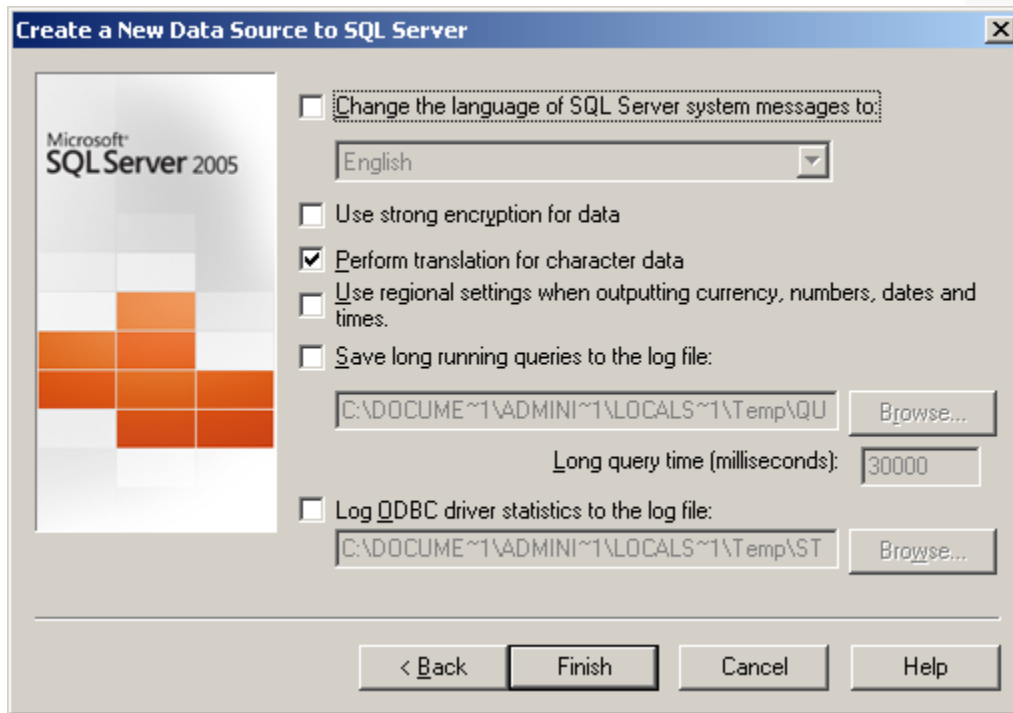 Create a New Data Source to SQL Server
Microsoft
SQL Server 2005
Change the language of SQL Server system messages to:
English
Use strong encryption for data
Perform translation for character data
Use regional settings when outputting currency, numbers, dates and
times.
Save long running queries to the log file:
C:\DOCUME~1\ADMINI~1\LOCALS~1\Temp\QU
Browse...
Long query time (milliseconds):
30000
Log ODBC driver statistics to the log file:
C:\DOCUME~1\ADMINI~1\LOCALS~1\Temp\ST
Browse...
< Back
Finish
Cancel
Help